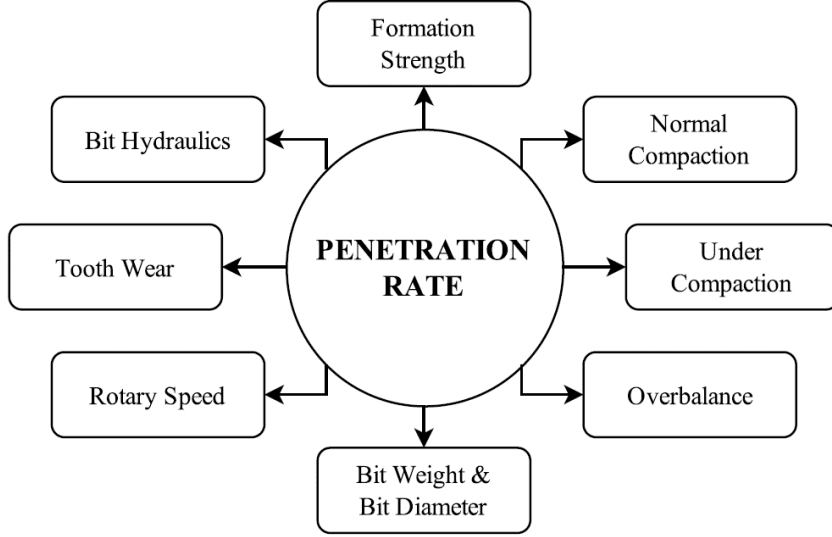 Formation
Strength
Bit Hydraulics
Normal
Compaction
PENETRATION
RATE
Tooth Wear
Under
Compaction
Rotary Speed
Overbalance
Bit Weight &
Bit Diameter